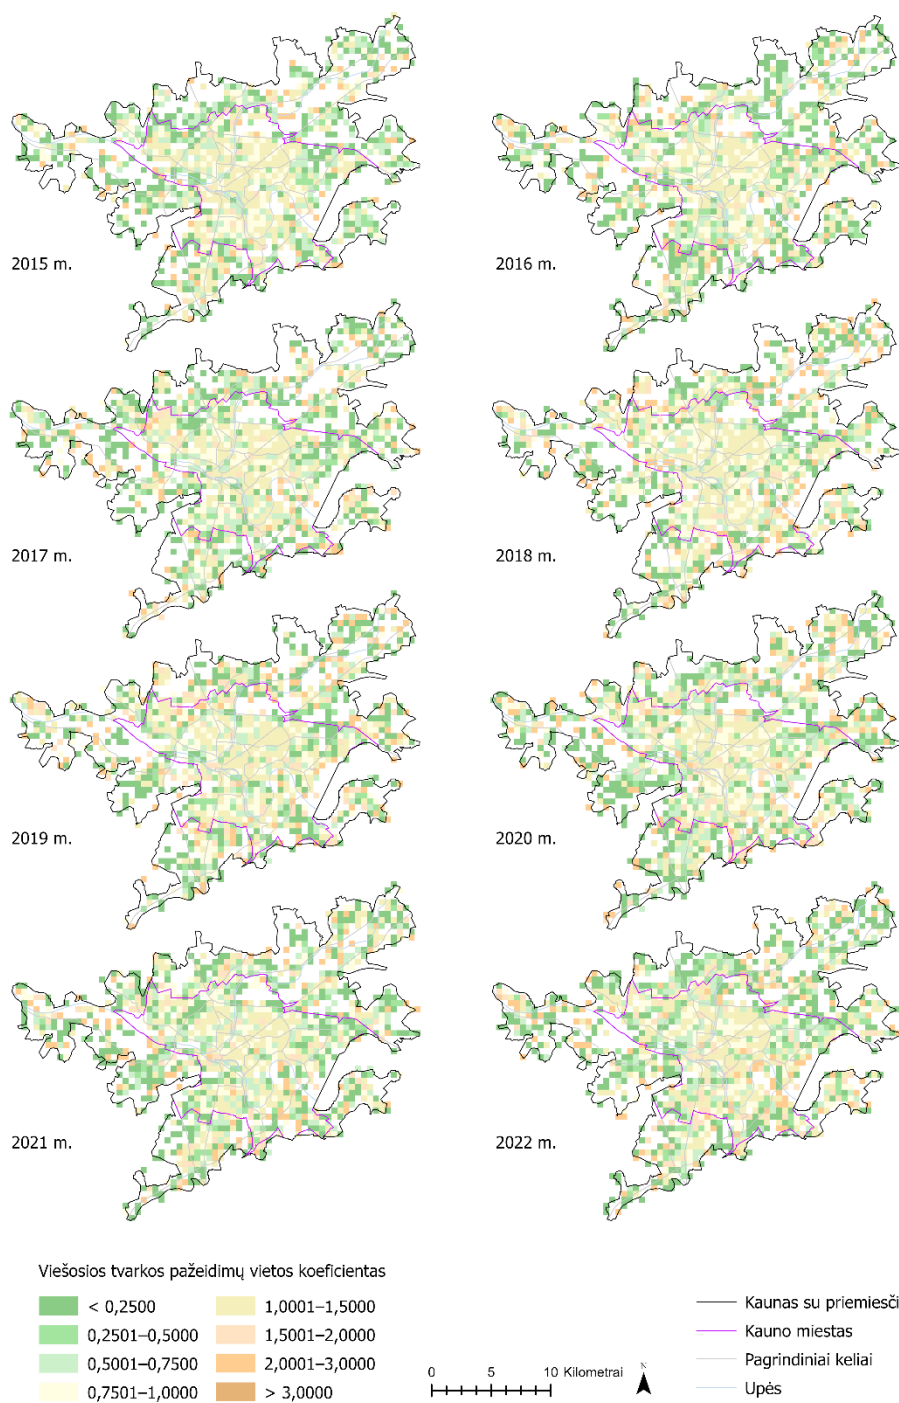 2015 m.
2016 m.
2017 m.
2018 m.
2019 m.
2020 m.
2021 m.
2022 m.
Viešosios tvarkos pažeidimų vietos koeficientas
< 0,2500
0,2501–0,5000
0,5001–0,7500
0,7501–1,0000
1,0001–1,5000
1,5001–2,0000
2,0001–3,0000
> 3,0000
0 5 10 Kilometrai
N
Kaunas su priemiesči
Kauno miestas
Pagrindiniai keliai
Upės